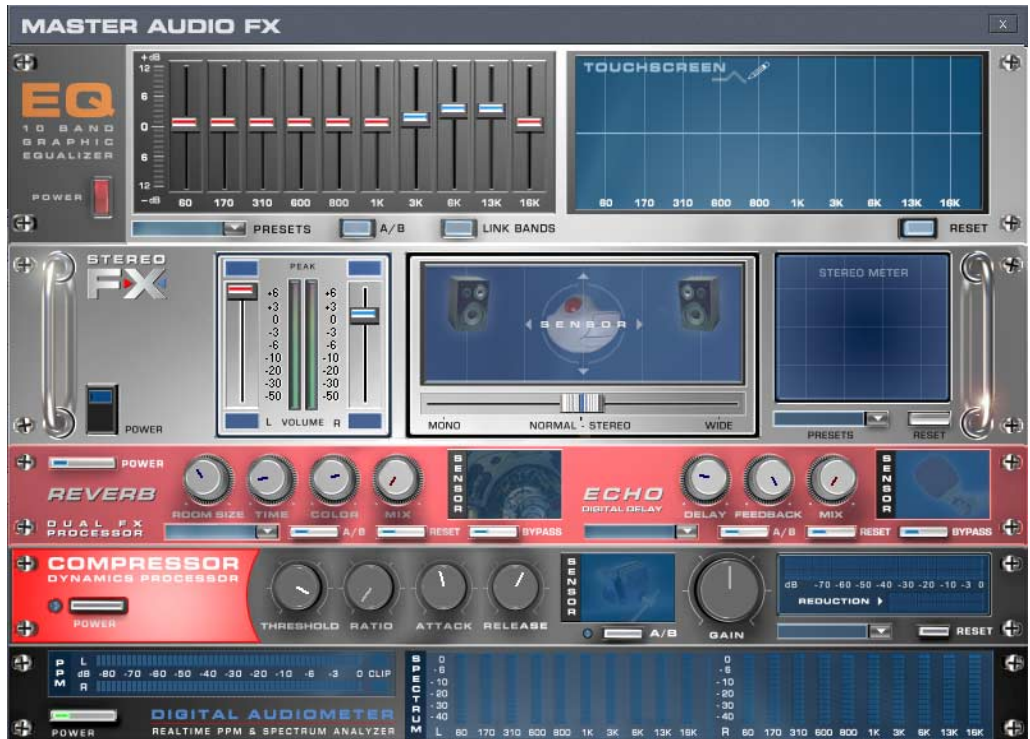 MASTER AUDIO FX
X
EQ
10 BAND
GRAPHIC
EQUALIZER
POWER
+dB
12
6
0
6
12
-dB
60 170 310 600 800 1K 3K 6K 13K 16K
PRESETS A/B LINK BANDS
TOUCHSCREEN
60 170 310 600 800 1K 3K 6K 13K 16K
RESET
STEREO
FX
POWER
PEAK
+6 +6
+3 +3
0 0
-3 -3
-6 -6
-10 -10
-20 -20
-30 -30
-50 -50
L VOLUME R
SENSOR
MONO NORMAL - STEREO WIDE
STEREO METER
PRESETS RESET
POWER
REVERB
DUAL FX
PROCESSOR
ROOM SIZE TIME COLOR MIX
A/B RESET BYPASS
SENSOR
ECHO
DIGITAL DELAY
DELAY FEEDBACK MIX
A/B RESET BYPASS
SENSOR
COMPRESSOR
DYNAMICS PROCESSOR
POWER
THRESHOLD RATIO ATTACK RELEASE
SENSOR
A/B
GAIN
dB -70 -60 -50 -40 -30 -20 -10 -3 0
REDUCTION
RESET
PPM
L
dB -80 -70 -60 -50 -40 -30 -20 -10 -6 -3 0 CLIP
R
POWER
DIGITAL AUDIOMETER
REALTIME PPM & SPECTRUM ANALYZER
SPECTRUM
0
-6
-10
-20
-30
-40
L 60 170 310 600 800 1K 3K 6K 13K 16K
0
-6
-10
-20
-30
-40
R 60 170 310 600 800 1K 3K 6K 13K 16K